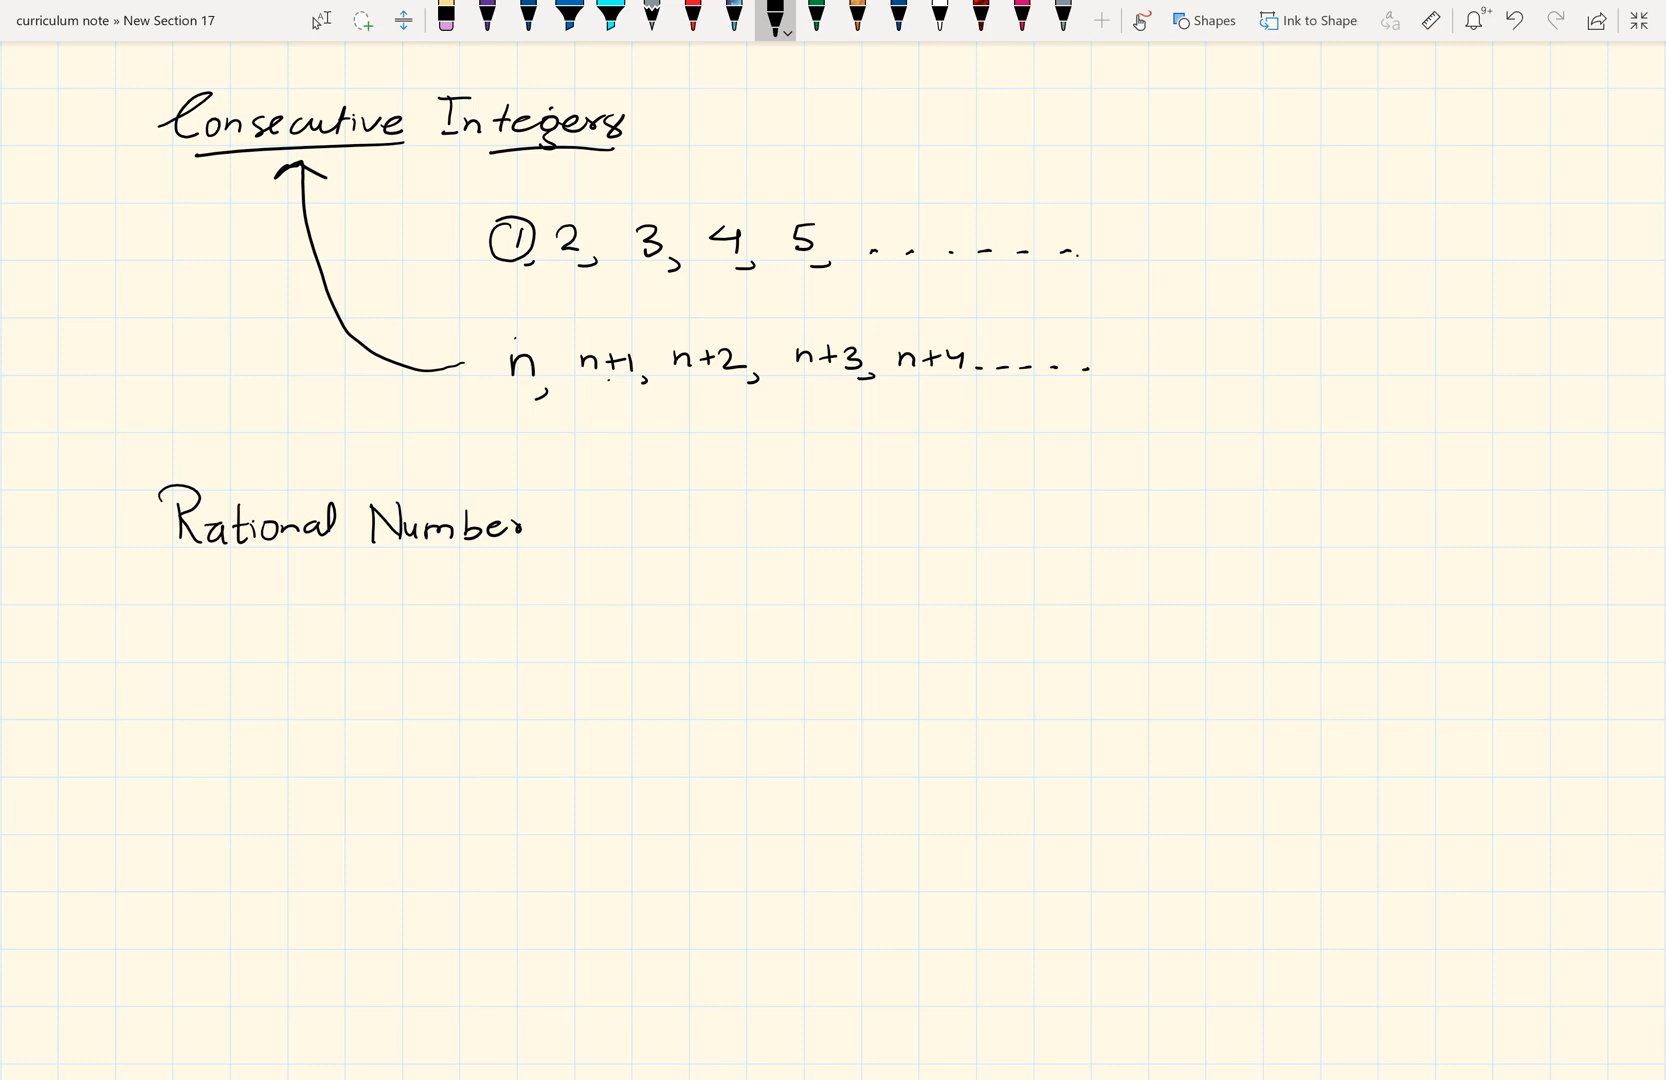 curriculum note » New Section 17
Shapes
Ink to Shape
9+
Consecutive Integers
1, 2, 3, 4, 5, . . . - - -.
n, n+1, n+2, n+3, n+4.- - - - .
Rational Number